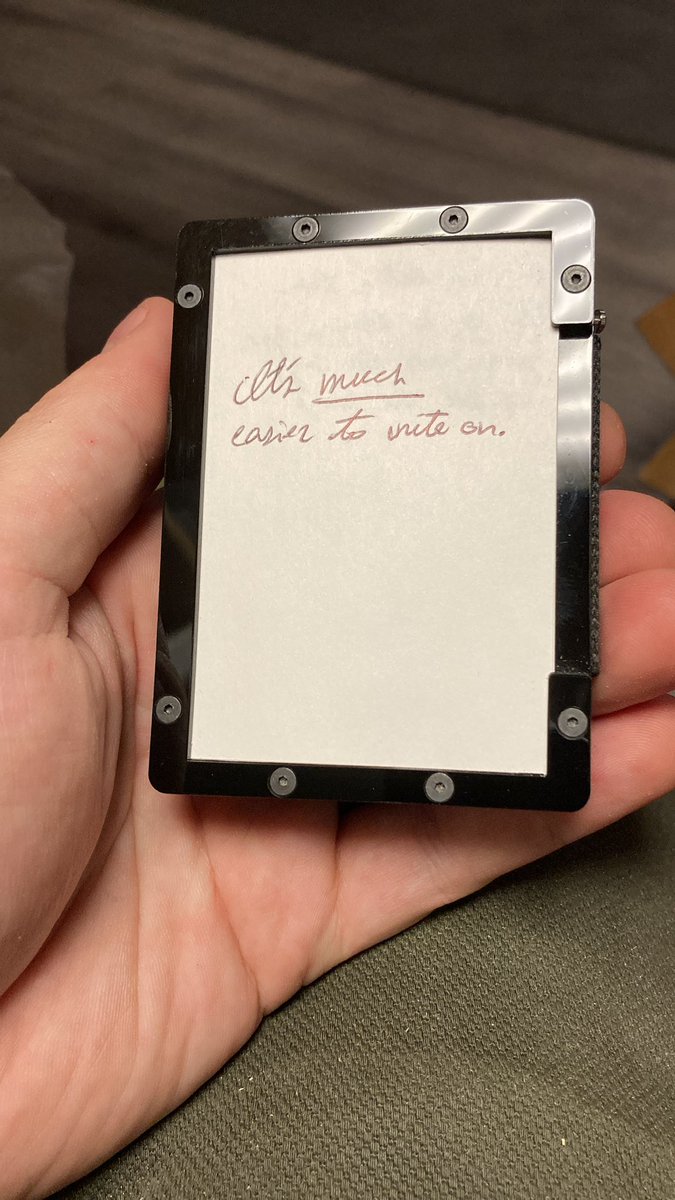 It's much
easier to write on.